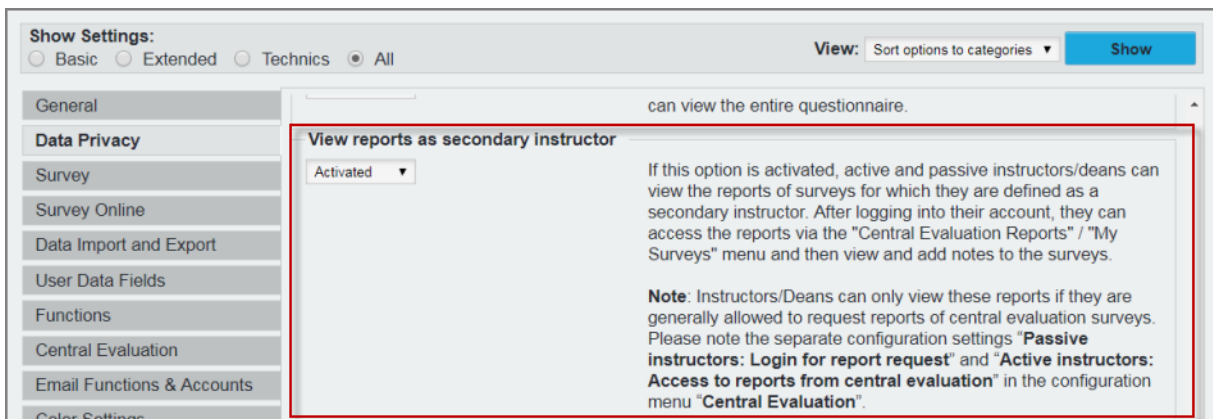 Show Settings:
Basic Extended Technics All
View: Sort options to categories Show
General
Data Privacy
Survey
Survey Online
Data Import and Export
User Data Fields
Functions
Central Evaluation
Email Functions & Accounts
Color Settings
can view the entire questionnaire.
View reports as secondary instructor
Activated
If this option is activated, active and passive instructors/deans can
view the reports of surveys for which they are defined as a
secondary instructor. After logging into their account, they can
access the reports via the "Central Evaluation Reports" / "My
Surveys" menu and then view and add notes to the surveys.
Note: Instructors/Deans can only view these reports if they are
generally allowed to request reports of central evaluation surveys.
Please note the separate configuration settings “Passive
instructors: Login for report request” and “Active instructors:
Access to reports from central evaluation” in the configuration
menu “Central Evaluation”.